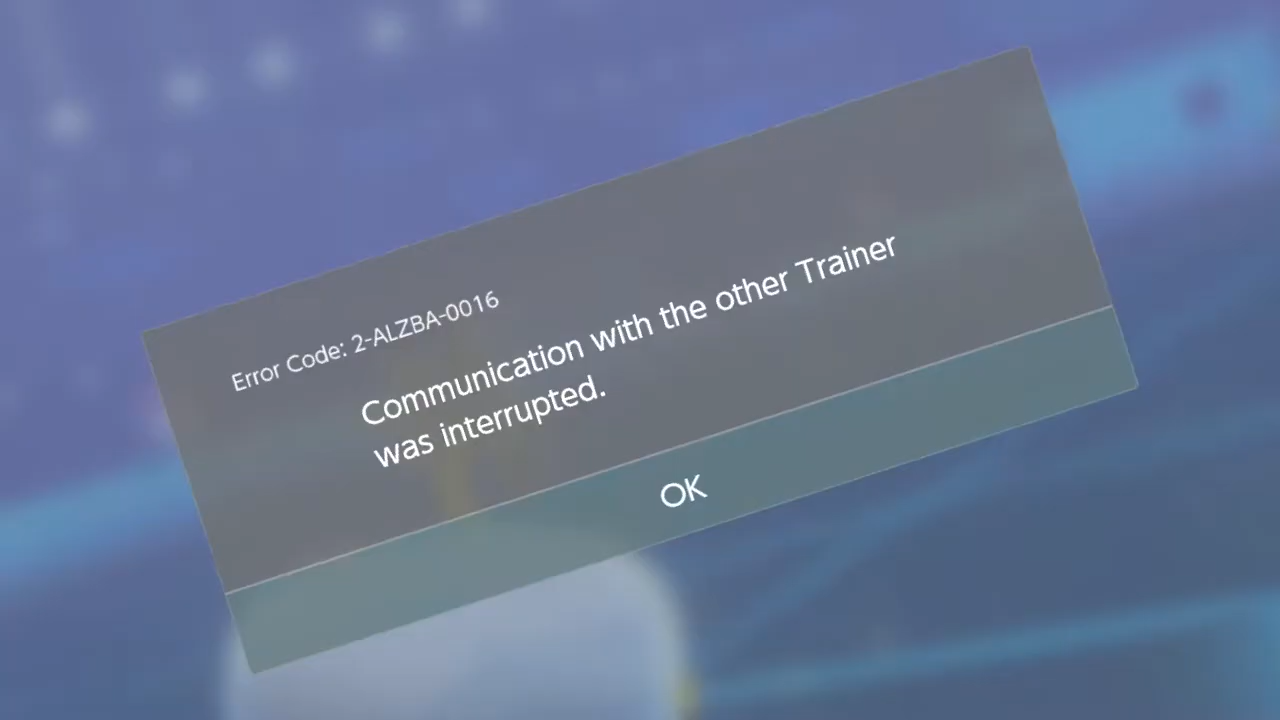 Error Code: 2-ALZBA-0016
Communication with the other Trainer
was interrupted.
OK